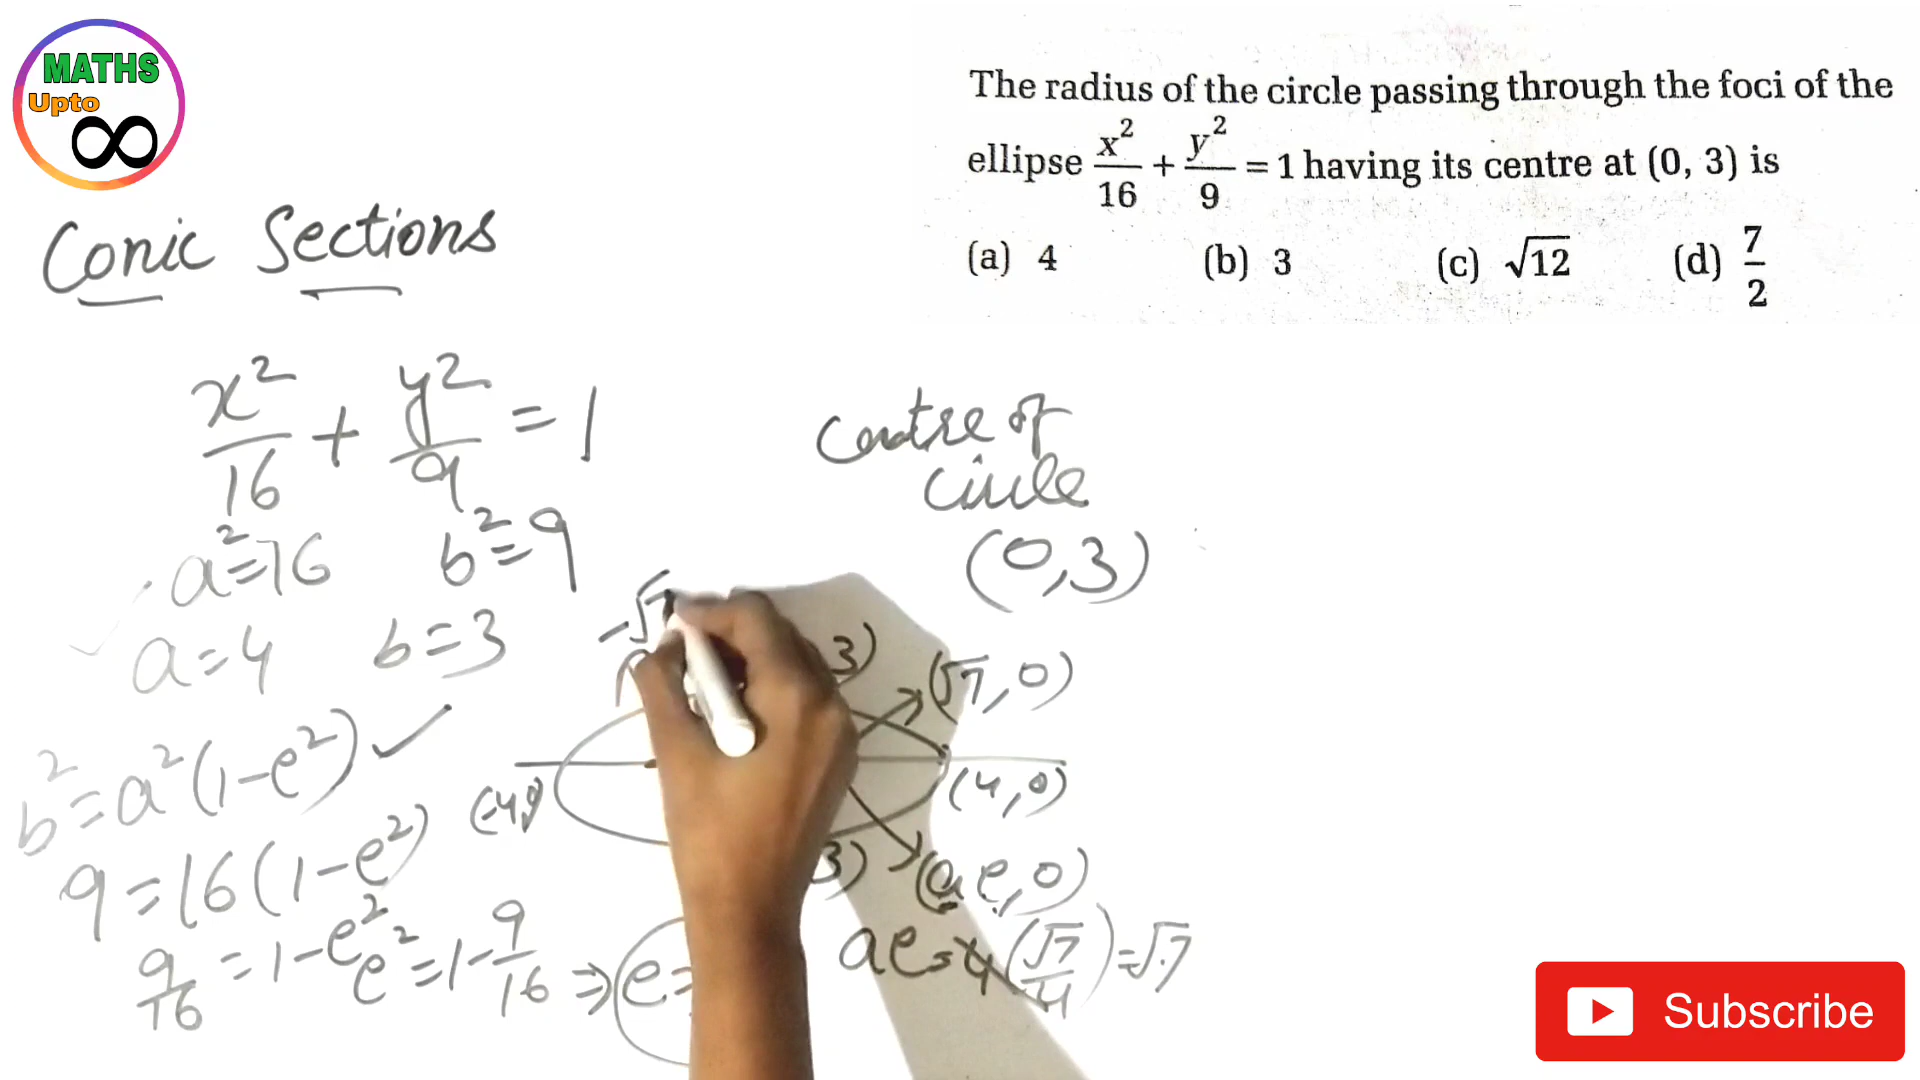 MATHS
Upto
∞
The radius of the circle passing through the foci of the
ellipse x²/16 + y²/9 = 1 having its centre at (0, 3) is
(a) 4 (b) 3 (c) √12 (d) 7/2
Conic Sections
x²/16 + y²/9 = 1
a²=16 b²=9
a=4 b=3
b²=a²(1-e²)
9=16(1-e²)
9/16 = 1-e²
e²=1-9/16 ⇒ e=
centre of
circle
(0,3)
-√7
3)
(√7,0)
(4,0)
3)
(ae,0)
ae=4(√7/4)=√7
Subscribe